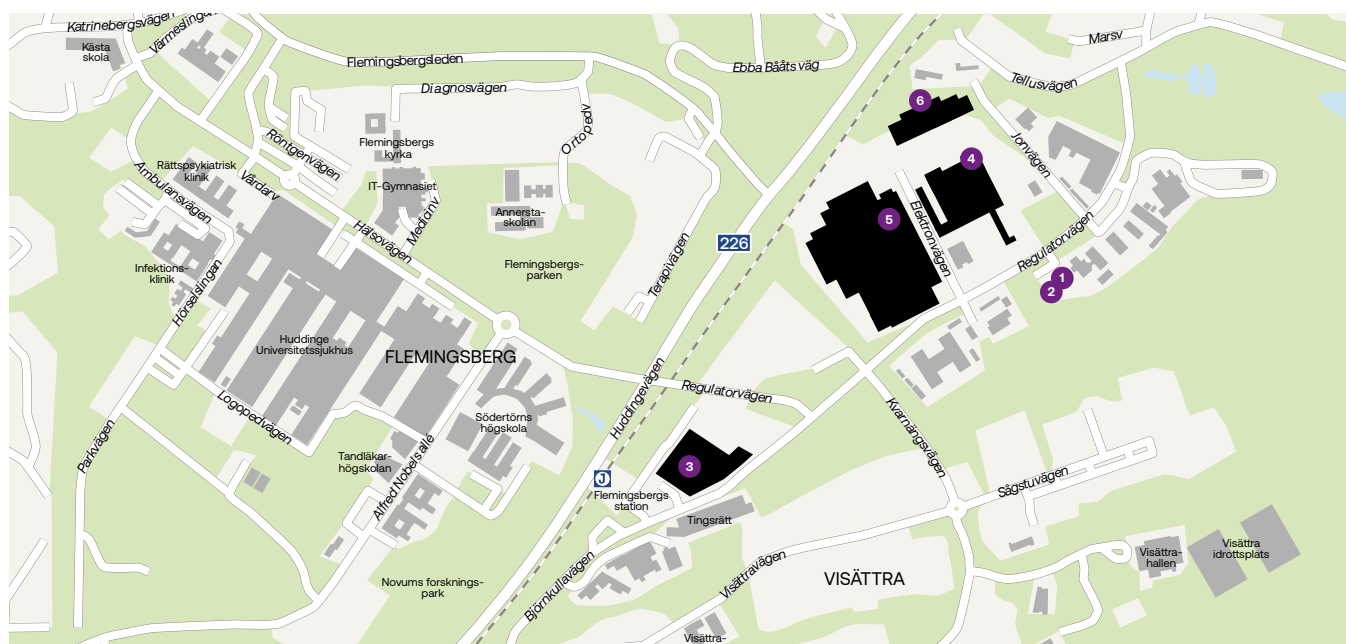 Katrinebergsvägen
Värmeslingan
Kästa
skola
Flemingsbergsleden
Ebba Bååts väg
Marsv
Tellusvägen
Diagnosvägen
Ortopedv
Jonvägen
6
4
5
Röntgenvägen
Flemingsbergs
kyrka
IT-Gymnasiet
Rättspsykiatrisk
klinik
Vårdarv
Ambulansvägen
Medicinv
Annersta-
skolan
Hälsovägen
Elektronvägen
Regulatorvägen
226
Infektions-
klinik
Hörselslingan
Flemingsbergs-
parken
Terapivägen
1
2
Huddinge
Universitetssjukhus
FLEMINGSBERG
Huddingevägen
Regulatorvägen
Kvarnängsvägen
Logopedvägen
Södertörns
högskola
Parkvägen
Tandläkar-
högskolan
Alfred Nobels allé
3
J
Flemingsbergs
station
Tingsrätt
Sågstuvägen
Visättra-
hallen
Visättra
idrottsplats
Novums forsknings-
park
Björnkullavägen
Visättravägen
VISÄTTRA
Visättra-